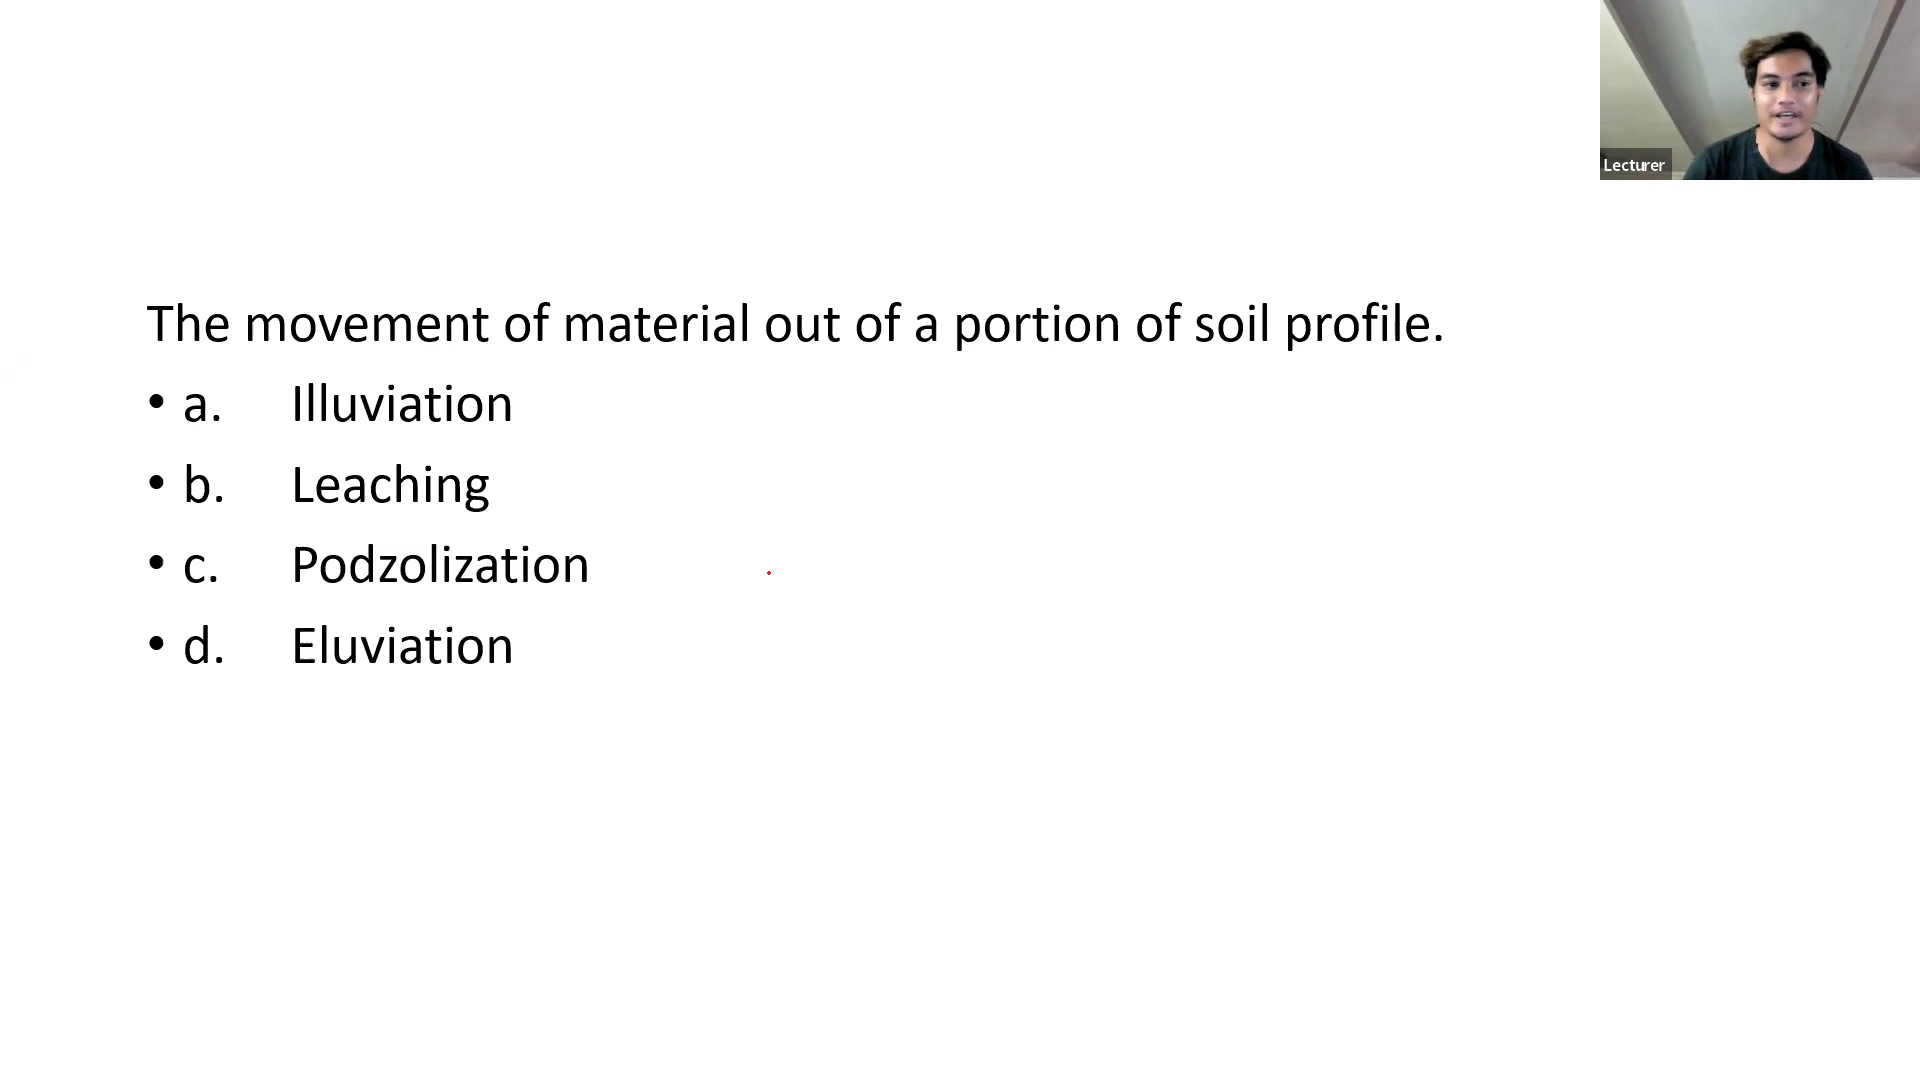 Lecturer
The movement of material out of a portion of soil profile.
• a. Illuviation
• b. Leaching
• c. Podzolization
• d. Eluviation